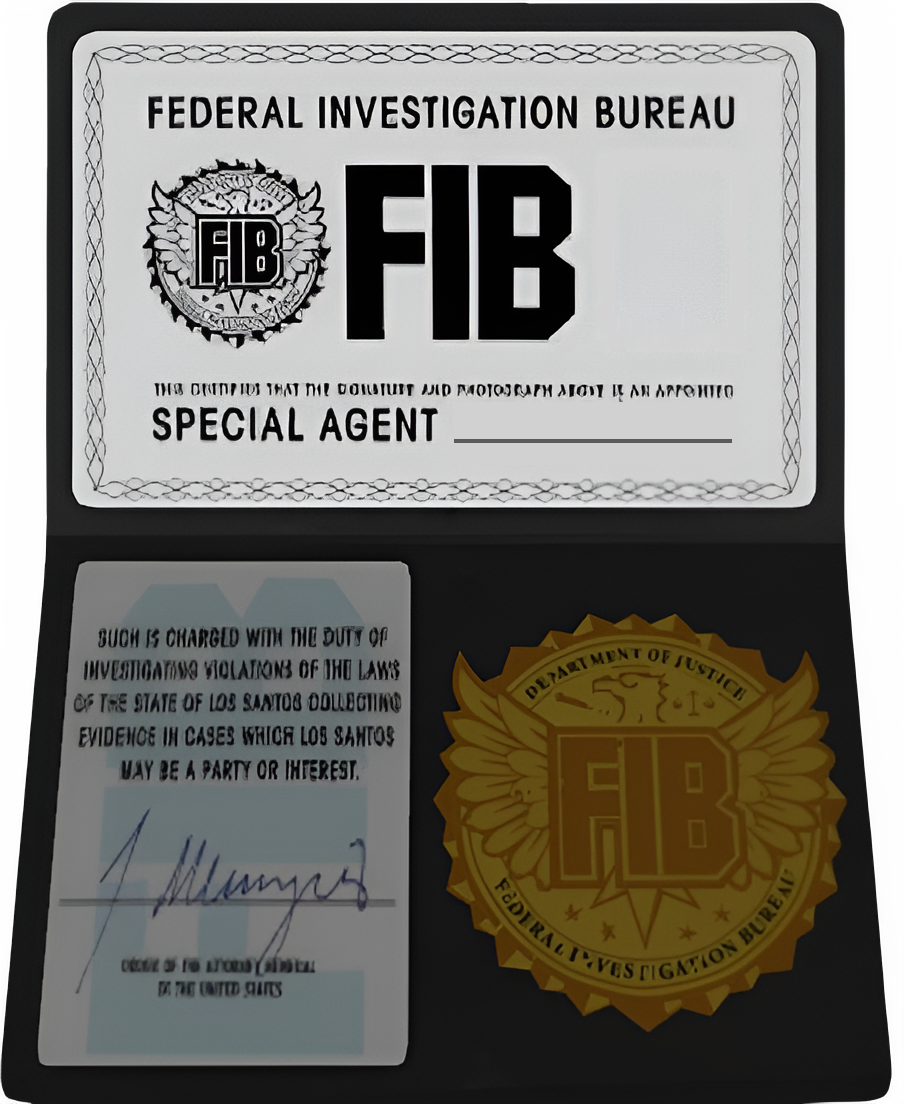 FEDERAL INVESTIGATION BUREAU
FIB
FIB
THIS CERTIFIES THAT THE SIGNATURE AND PHOTOGRAPH ABOVE IS AN APPOINTED
SPECIAL AGENT
SUCH IS CHARGED WITH THE DUTY OF
INVESTIGATING VIOLATIONS OF THE LAWS
OF THE STATE OF LOS SANTOS COLLECTING
EVIDENCE IN CASES WHICH LOS SANTOS
MAY BE A PARTY OR INTEREST.
OF THE ATTORNEY GENERAL
IN THE UNITED STATES
DEPARTMENT OF JUSTICE
FIB
FEDERAL INVESTIGATION BUREAU